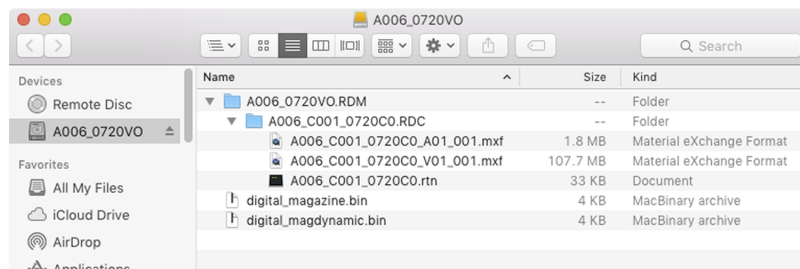 A006_0720VO
Search
Devices
Remote Disc
A006_0720VO
Favorites
All My Files
iCloud Drive
AirDrop
Applications
Name Size Kind
A006_0720VO.RDM -- Folder
A006_C001_0720C0.RDC -- Folder
A006_C001_0720C0_A01_001.mxf 1.8 MB Material eXchange Format
A006_C001_0720C0_V01_001.mxf 107.7 MB Material eXchange Format
A006_C001_0720C0.rtn 33 KB Document
digital_magazine.bin 4 KB MacBinary archive
digital_magdynamic.bin 4 KB MacBinary archive